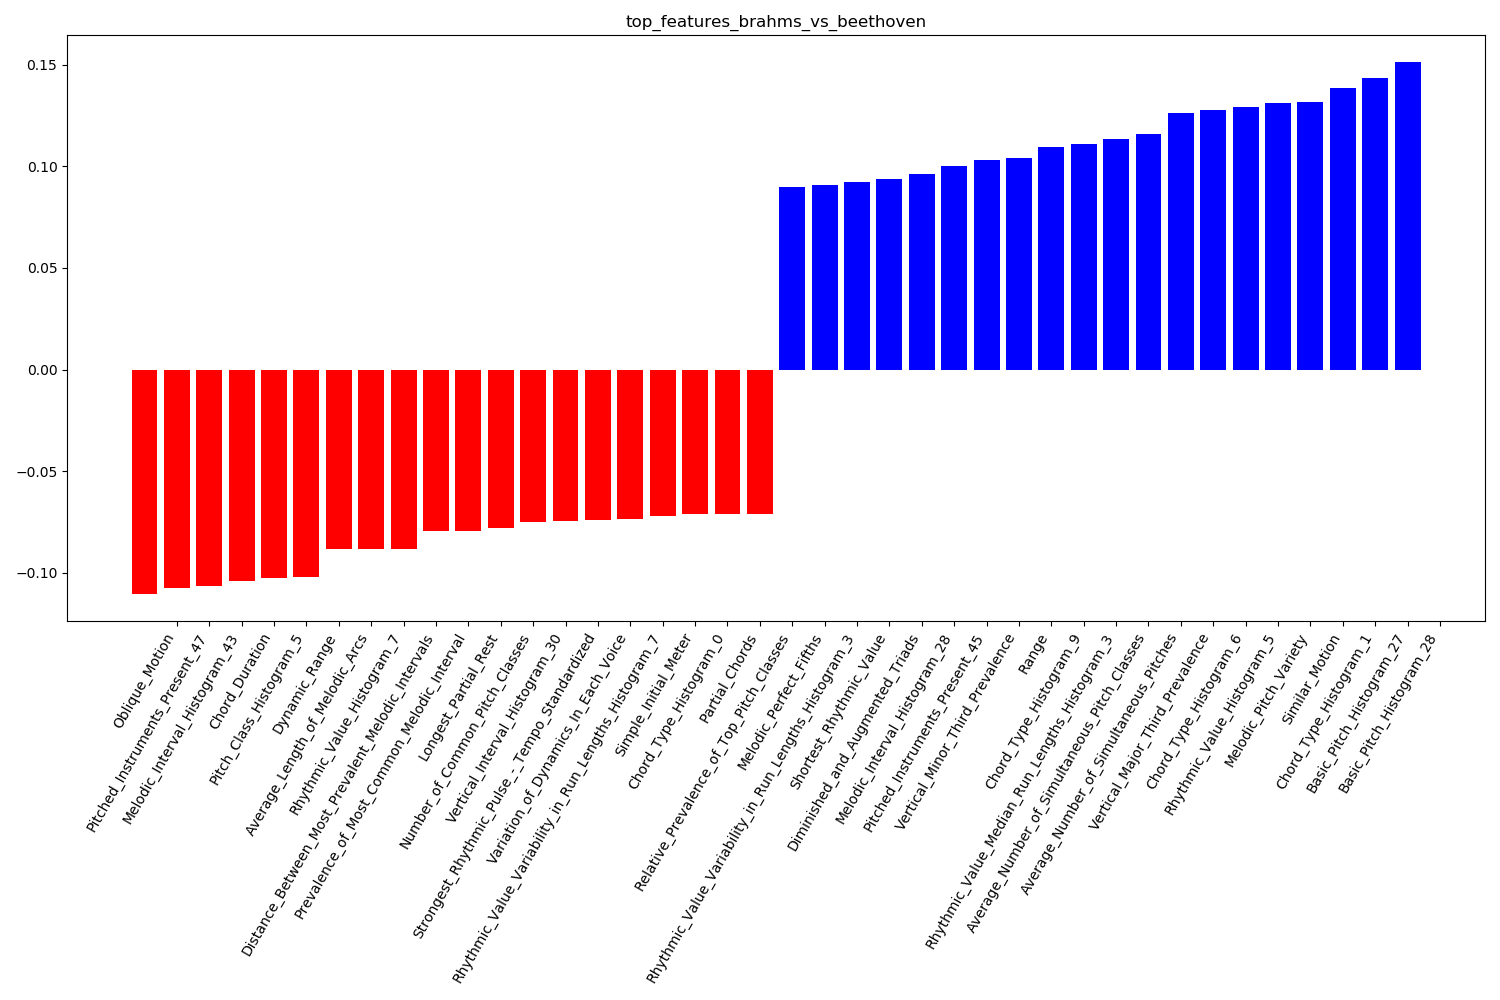 top_features_brahms_vs_beethoven
0.15
0.10
0.05
0.00
−0.05
−0.10
Oblique_Motion
Pitched_Instruments_Present_47
Melodic_Interval_Histogram_43
Chord_Duration
Pitch_Class_Histogram_5
Dynamic_Range
Average_Length_of_Melodic_Arcs
Rhythmic_Value_Histogram_7
Distance_Between_Most_Prevalent_Melodic_Intervals
Prevalence_of_Most_Common_Melodic_Interval
Longest_Partial_Rest
Number_of_Common_Pitch_Classes
Vertical_Interval_Histogram_30
Strongest_Rhythmic_Pulse_-_Tempo_Standardized
Variation_of_Dynamics_In_Each_Voice
Rhythmic_Value_Variability_in_Run_Lengths_Histogram_7
Simple_Initial_Meter
Chord_Type_Histogram_0
Partial_Chords
Relative_Prevalence_of_Top_Pitch_Classes
Melodic_Perfect_Fifths
Rhythmic_Value_Variability_in_Run_Lengths_Histogram_3
Shortest_Rhythmic_Value
Diminished_and_Augmented_Triads
Melodic_Interval_Histogram_28
Pitched_Instruments_Present_45
Vertical_Minor_Third_Prevalence
Range
Chord_Type_Histogram_9
Rhythmic_Value_Median_Run_Lengths_Histogram_3
Average_Number_of_Simultaneous_Pitch_Classes
Average_Number_of_Simultaneous_Pitches
Vertical_Major_Third_Prevalence
Chord_Type_Histogram_6
Rhythmic_Value_Histogram_5
Melodic_Pitch_Variety
Similar_Motion
Chord_Type_Histogram_1
Basic_Pitch_Histogram_27
Basic_Pitch_Histogram_28